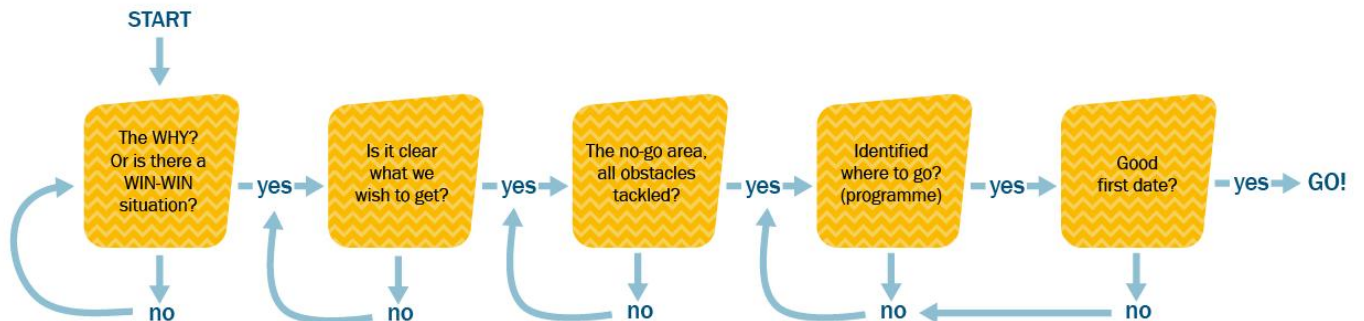 START
The WHY?
Or is there a
WIN-WIN
situation?
yes
no
Is it clear
what we
wish to get?
yes
no
The no-go area,
all obstacles
tackled?
yes
no
Identified
where to go?
(programme)
yes
no
Good
first date?
yes
no
GO!